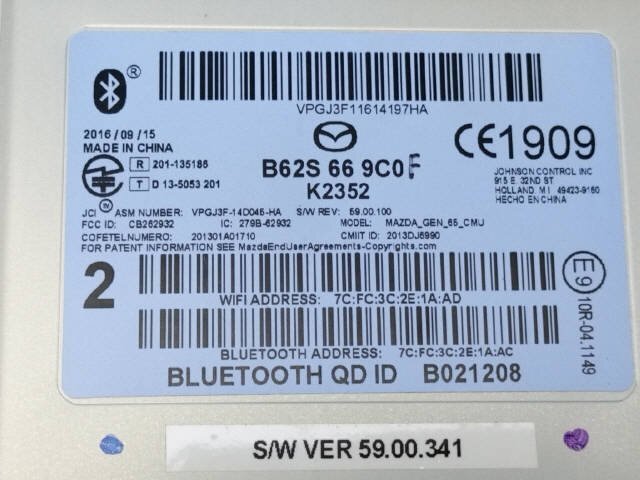 ®
VPGJ3F11614197HA
2016/09/15
MADE IN CHINA
R 201-135186
T D 13-5053 201
B62S 66 9C0F
K2352
CE1909
JOHNSON CONTROL INC
915 E. 32ND ST
HOLLAND, MI 49423-9160
HECHO EN CHINA
JCI ASM NUMBER: VPGJ3F-14D046-HA S/W REV: 59.00.100
FCC ID: CB262932 IC: 279B-62932 MODEL: MAZDA_GEN_65_CMU
COFETELNUMERO: 201301A01710 CMIIT ID: 2013DJ6990
FOR PATENT INFORMATION SEE MazdaEndUserAgreements-Copyrights.com
2
WIFI ADDRESS: 7C:FC:3C:2E:1A:AD
BLUETOOTH ADDRESS: 7C:FC:3C:2E:1A:AC
BLUETOOTH QD ID B021208
E9
10R-04.1149
S/W VER 59.00.341